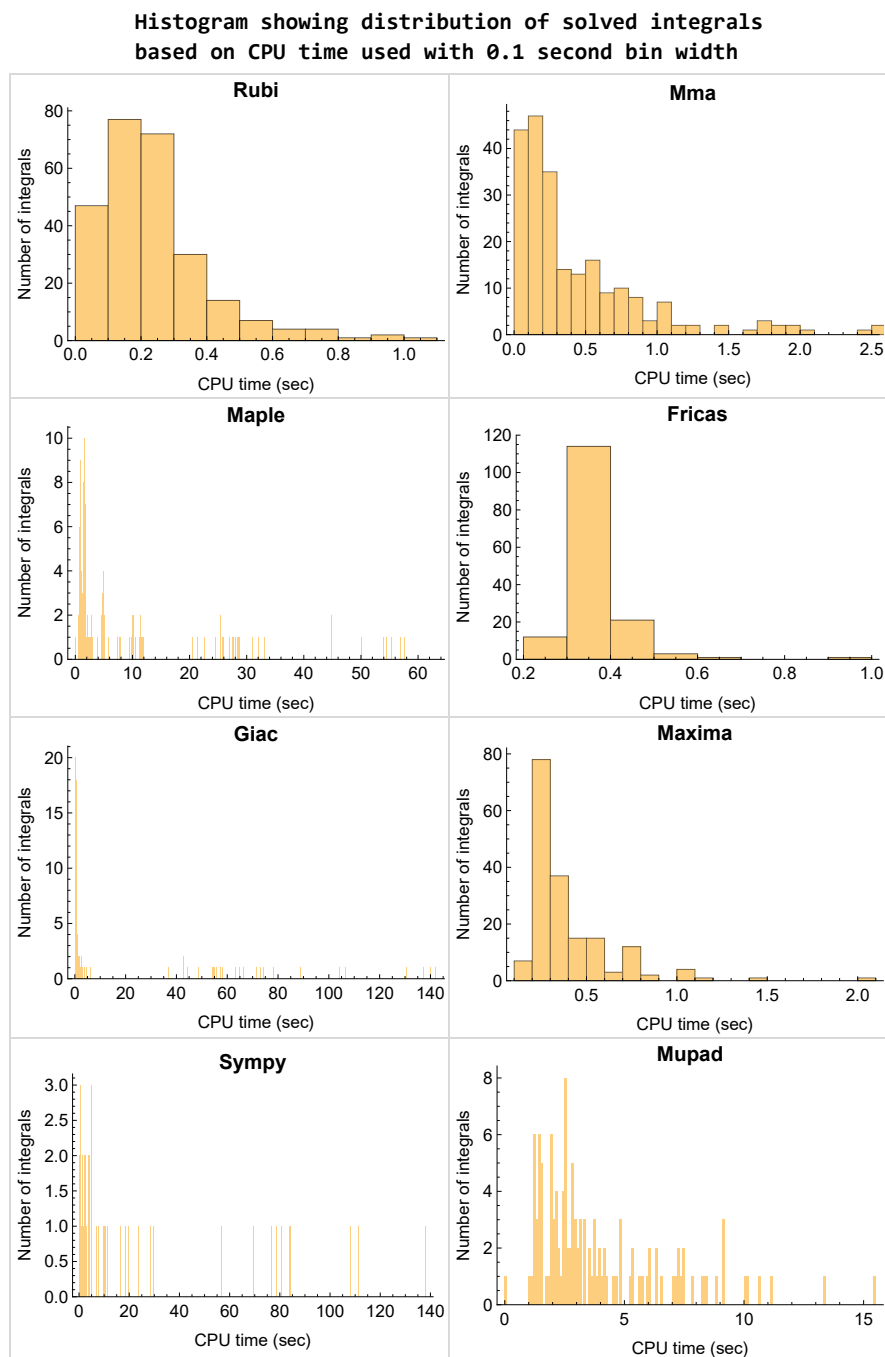 Histogram showing distribution of solved integrals
based on CPU time used with 0.1 second bin width
Rubi
Number of integrals
0 20 40 60 80
0.0 0.2 0.4 0.6 0.8 1.0
CPU time (sec)
Mma
Number of integrals
0 10 20 30 40
0.0 0.5 1.0 1.5 2.0 2.5
CPU time (sec)
Maple
Number of integrals
0 2 4 6 8 10
0 10 20 30 40 50 60
CPU time (sec)
Fricas
Number of integrals
0 20 40 60 80 100 120
0.2 0.4 0.6 0.8 1.0
CPU time (sec)
Giac
Number of integrals
0 5 10 15 20
0 20 40 60 80 100 120 140
CPU time (sec)
Maxima
Number of integrals
0 20 40 60 80
0.5 1.0 1.5 2.0
CPU time (sec)
Sympy
Number of integrals
0.0 0.5 1.0 1.5 2.0 2.5 3.0
0 20 40 60 80 100 120 140
CPU time (sec)
Mupad
Number of integrals
0 2 4 6 8
0 5 10 15
CPU time (sec)